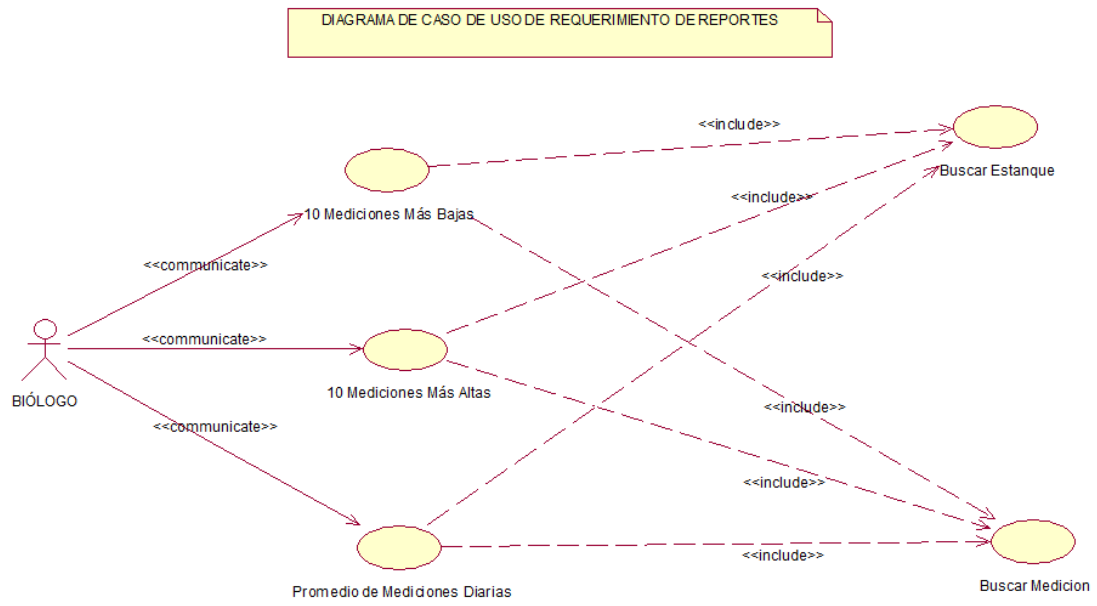 DIAGRAMA DE CASO DE USO DE REQUERIMIENTO DE REPORTES
<<include>>
Buscar Estanque
<<include>>
10 Mediciones Más Bajas
<<communicate>>
<<include>>
<<communicate>>
10 Mediciones Más Altas
BIÓLOGO
<<include>>
<<communicate>>
<<include>>
<<include>>
Promedio de Mediciones Diarias
Buscar Medicion